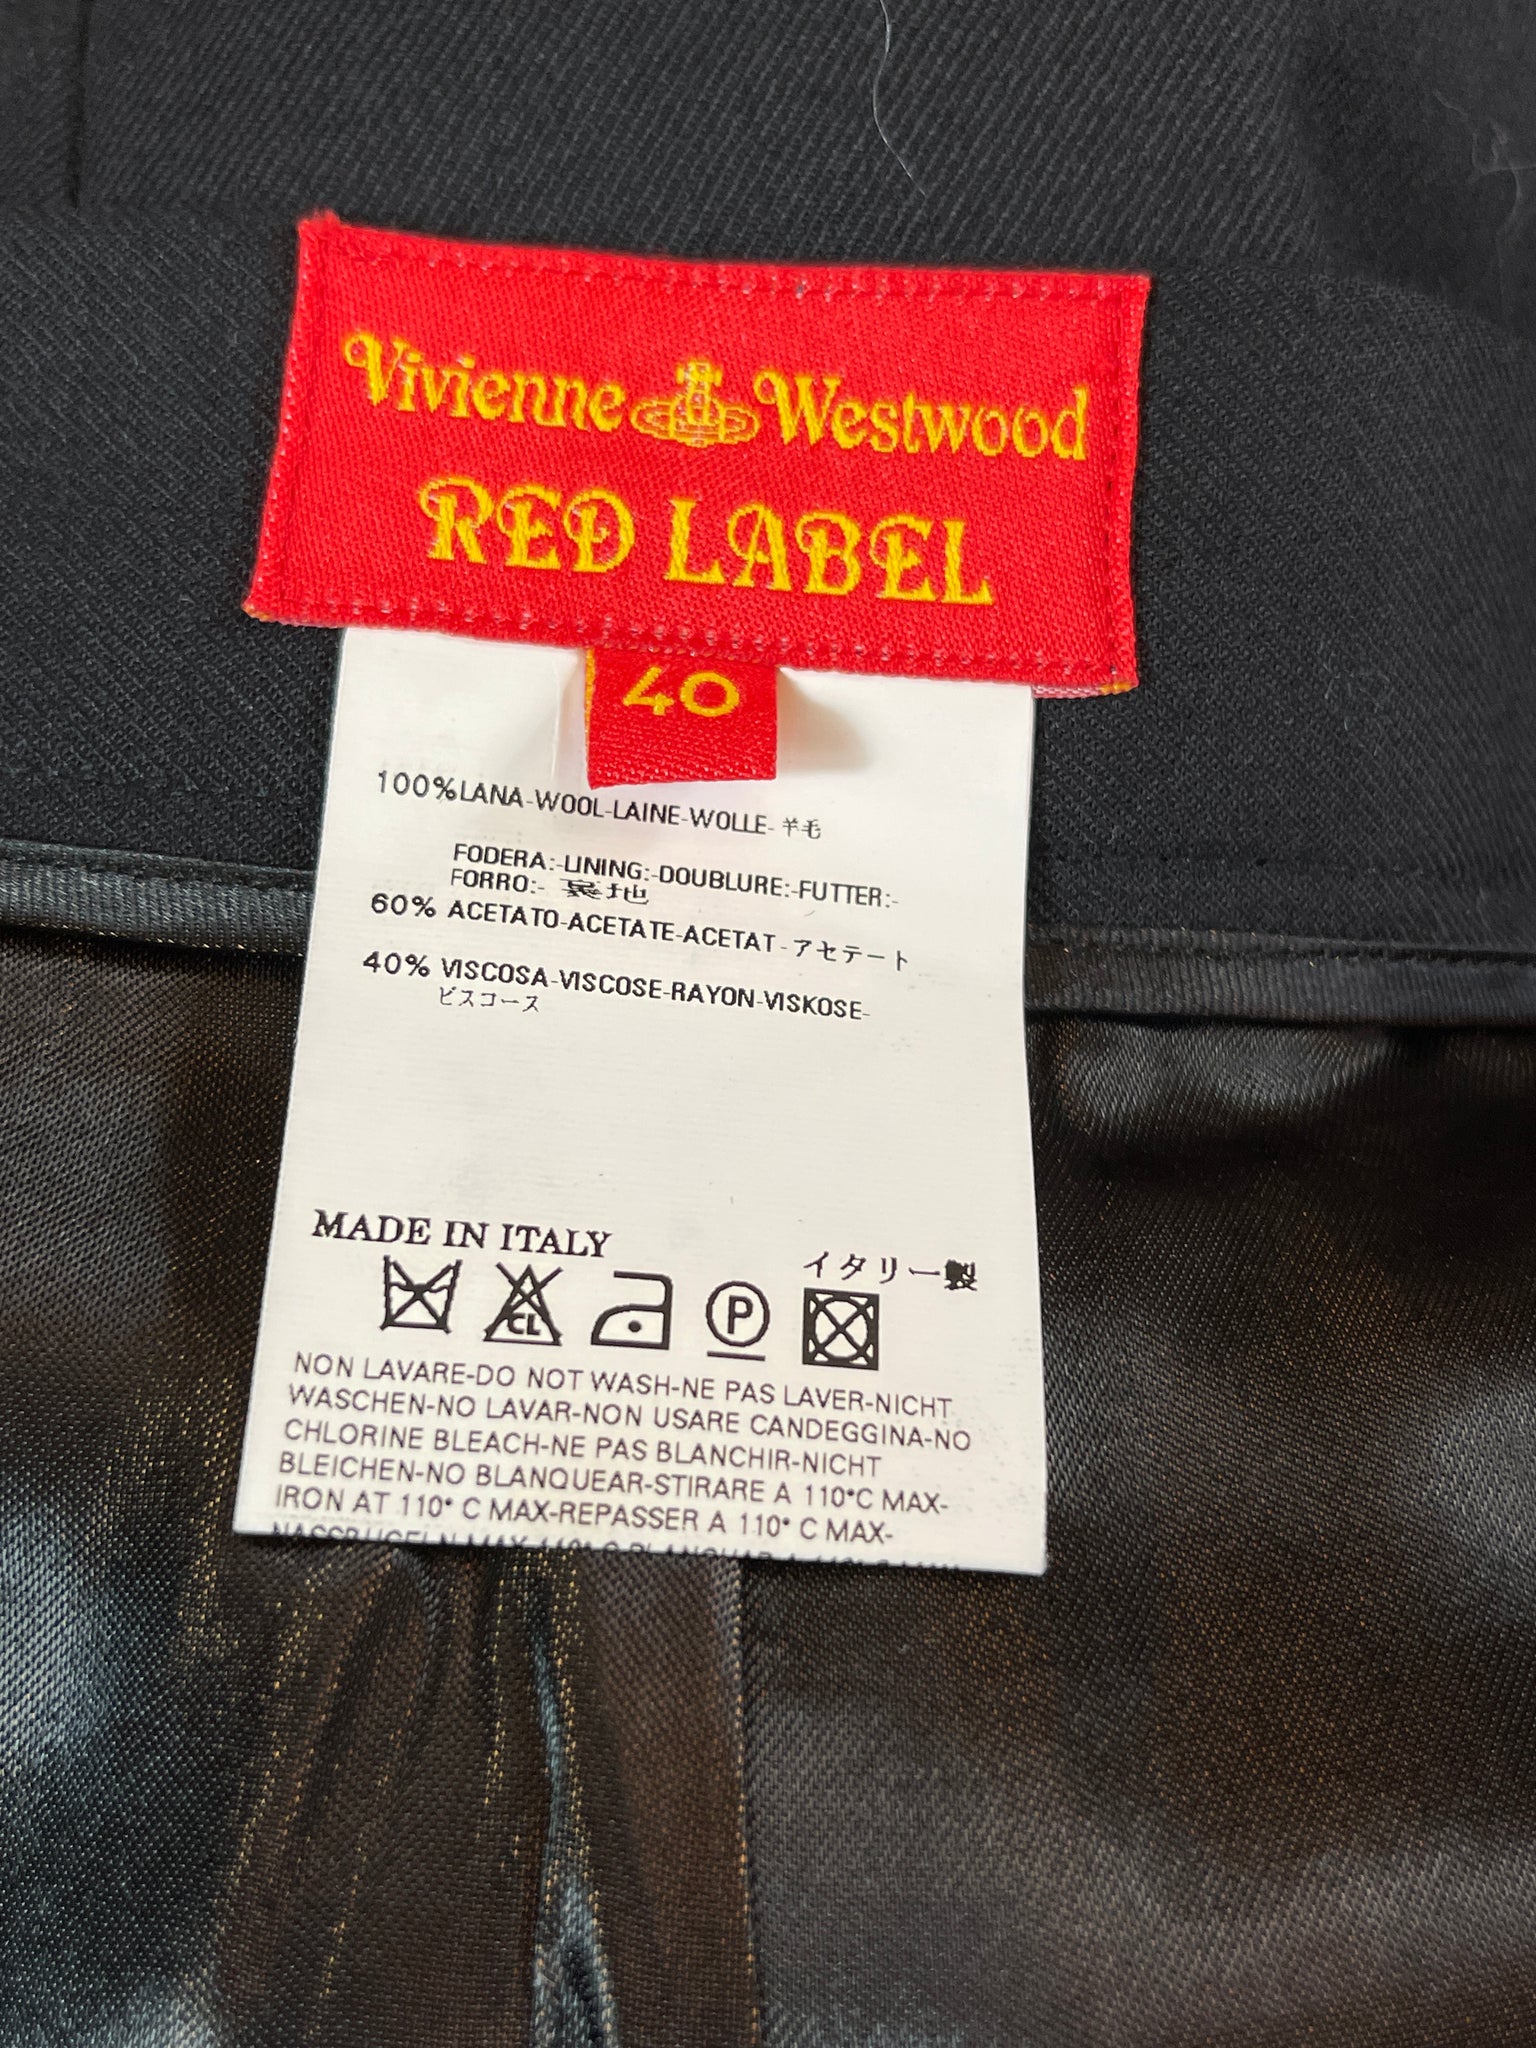 Vivienne Westwood
RED LABEL
40
100%LANA-WOOL-LAINE-WOLLE-羊毛
FODERA:-LINING:-DOUBLURE:-FUTTER:-
FORRO:- 裏地
60% ACETATO-ACETATE-ACETAT-アセテート
40% VISCOSA-VISCOSE-RAYON-VISKOSE-
ビスコース
MADE IN ITALY
イタリー製
CL P
NON LAVARE-DO NOT WASH-NE PAS LAVER-NICHT
WASCHEN-NO LAVAR-NON USARE CANDEGGINA-NO
CHLORINE BLEACH-NE PAS BLANCHIR-NICHT
BLEICHEN-NO BLANQUEAR-STIRARE A 110°C MAX-
IRON AT 110° C MAX-REPASSER A 110° C MAX-